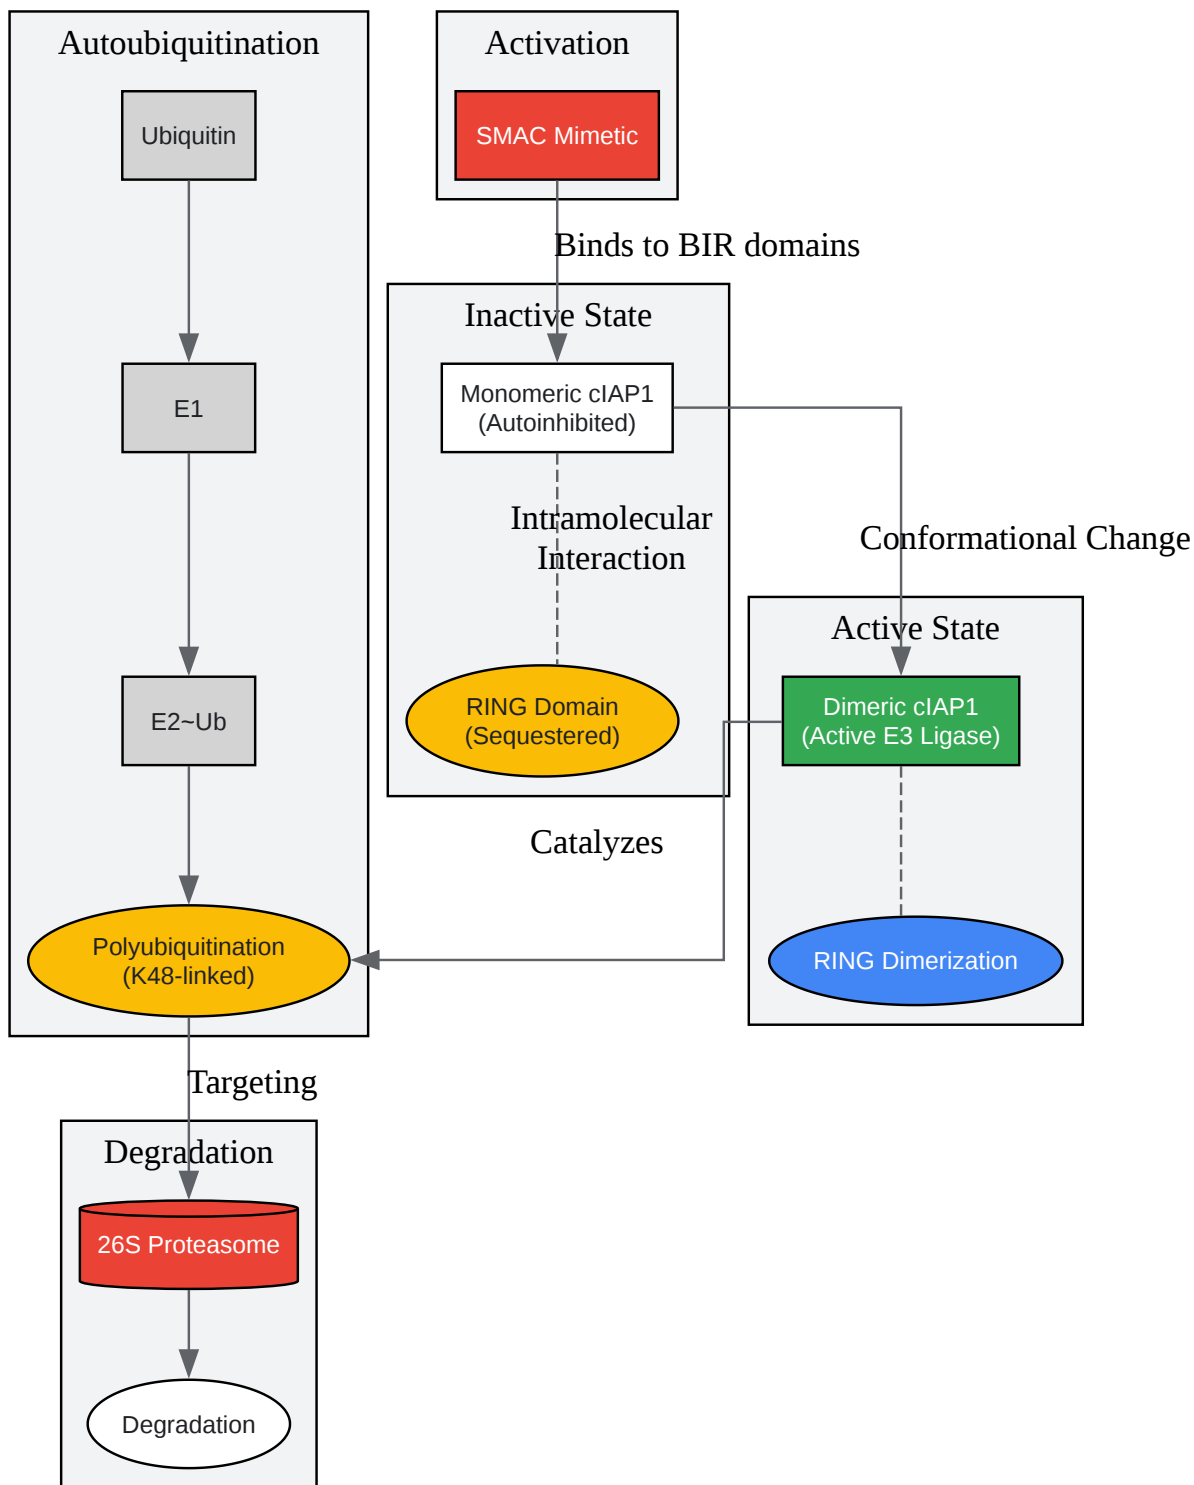 Autoubiquitination
Ubiquitin
E1
E2~Ub
Polyubiquitination
(K48-linked)
Activation
SMAC Mimetic
Binds to BIR domains
Inactive State
Monomeric cIAP1
(Autoinhibited)
Intramolecular
Interaction
RING Domain
(Sequestered)
Conformational Change
Active State
Dimeric cIAP1
(Active E3 Ligase)
RING Dimerization
Catalyzes
Targeting
Degradation
26S Proteasome
Degradation